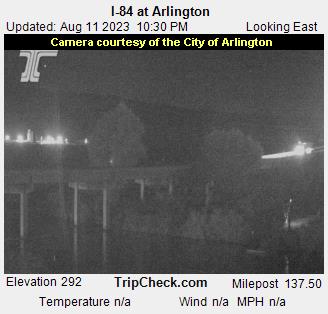 I-84 at Arlington
Updated: Aug 11 2023 10:30 PM Looking East
Camera courtesy of the City of Arlington
Elevation 292 TripCheck.com Milepost 137.50
Temperature n/a Wind n/a MPH n/a